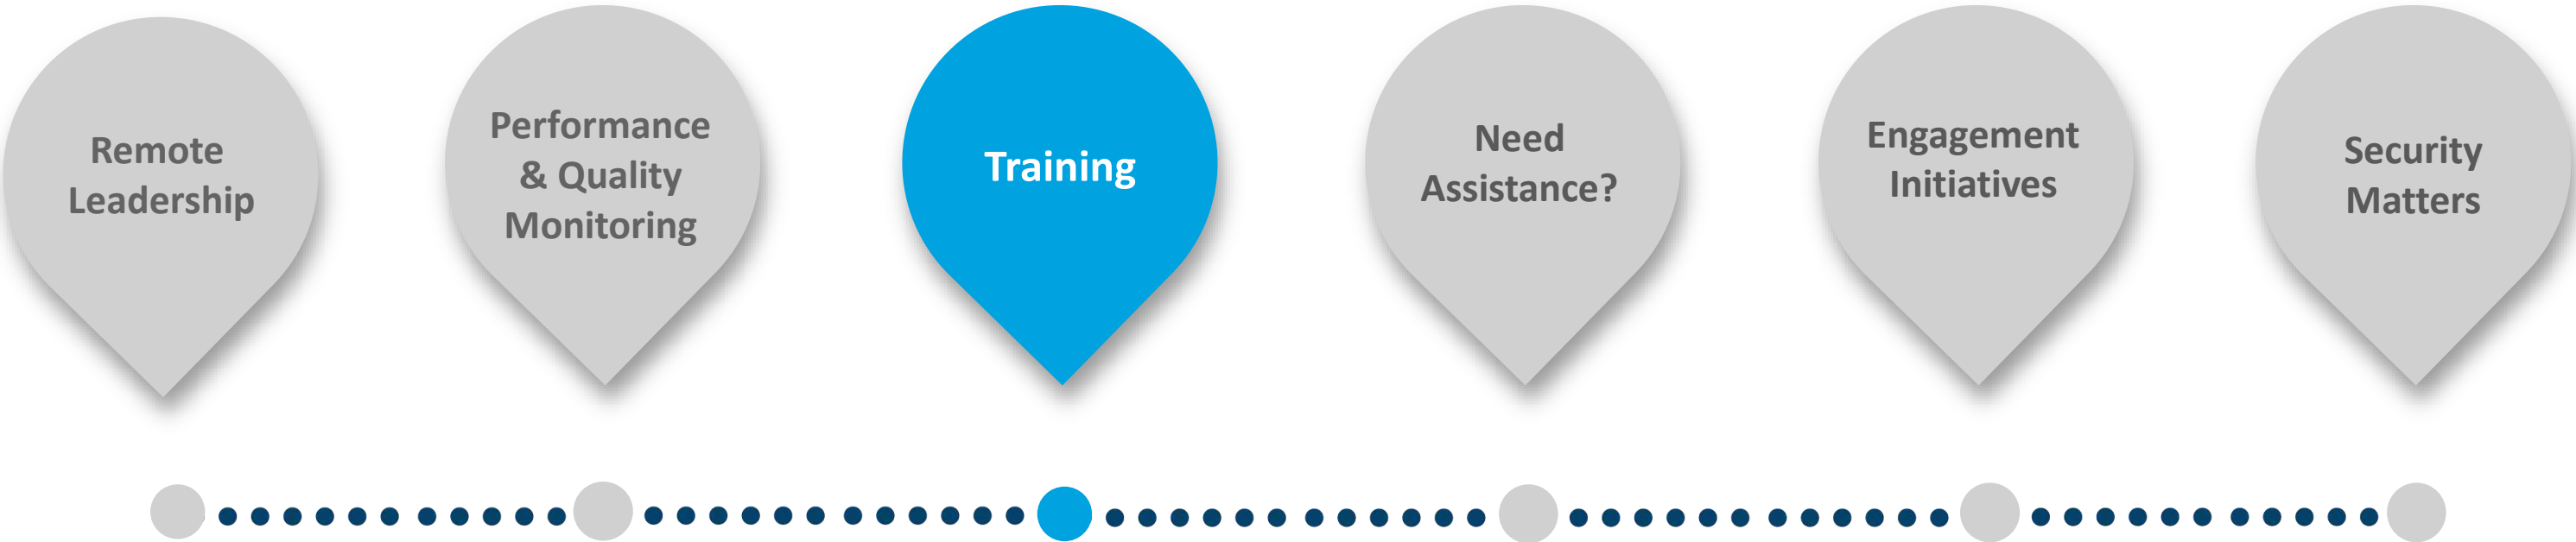 Remote
Leadership
Performance
& Quality
Monitoring
Training
Need
Assistance?
Engagement
Initiatives
Security
Matters